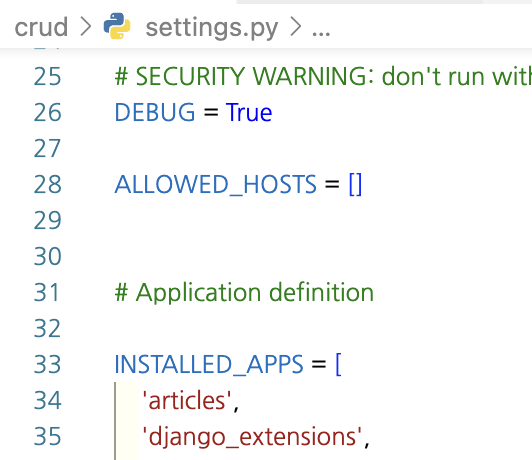 crud > settings.py > ...
25 # SECURITY WARNING: don't run with
26 DEBUG = True
27
28 ALLOWED_HOSTS = []
29
30
31 # Application definition
32
33 INSTALLED_APPS = [
34 'articles',
35 'django_extensions',